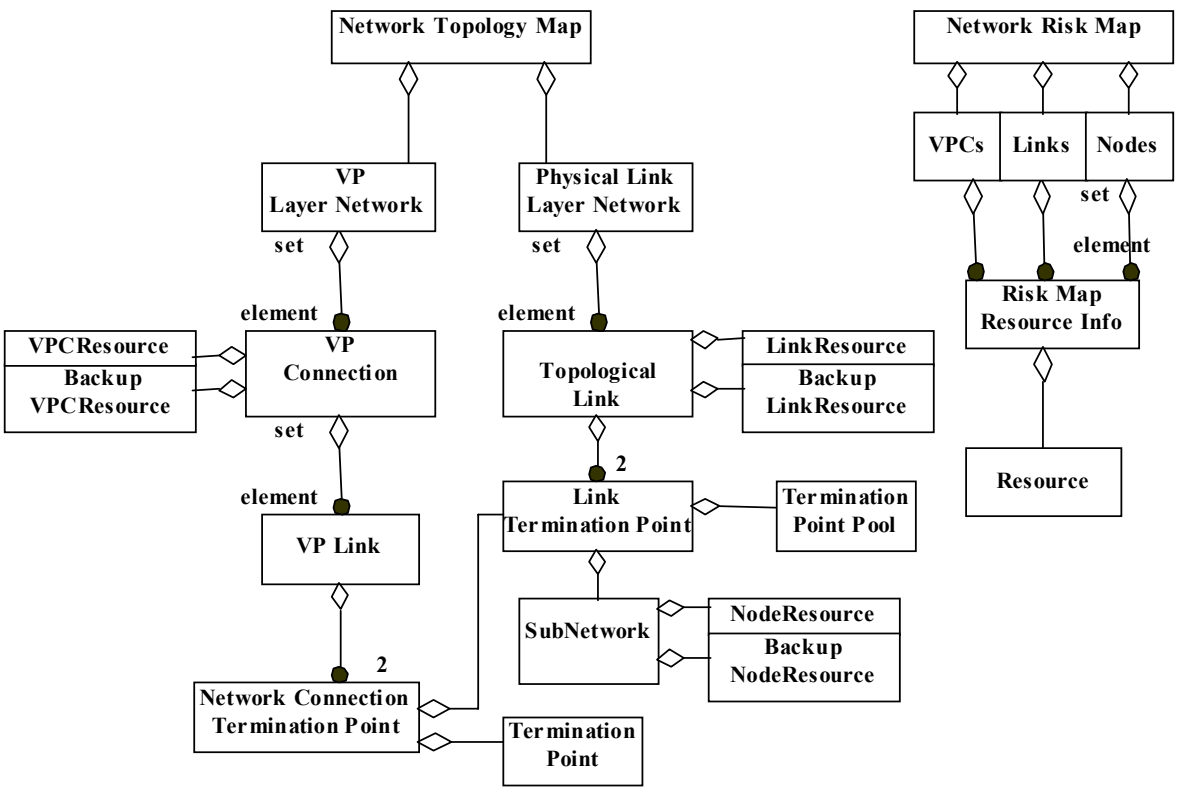 Network Topology Map
Network Risk Map
VPCs
Links
Nodes
VP
Layer Network
Physical Link
Layer Network
set
set
set
element
element
element
Risk Map
Resource Info
VPCResource
Backup
VPCResource
VP
Connection
Topological
Link
LinkResource
Backup
LinkResource
set
2
element
Link
Termination Point
Termination
Point Pool
Resource
VP Link
SubNetwork
NodeResource
Backup
NodeResource
2
Network Connection
Termination Point
Termination
Point